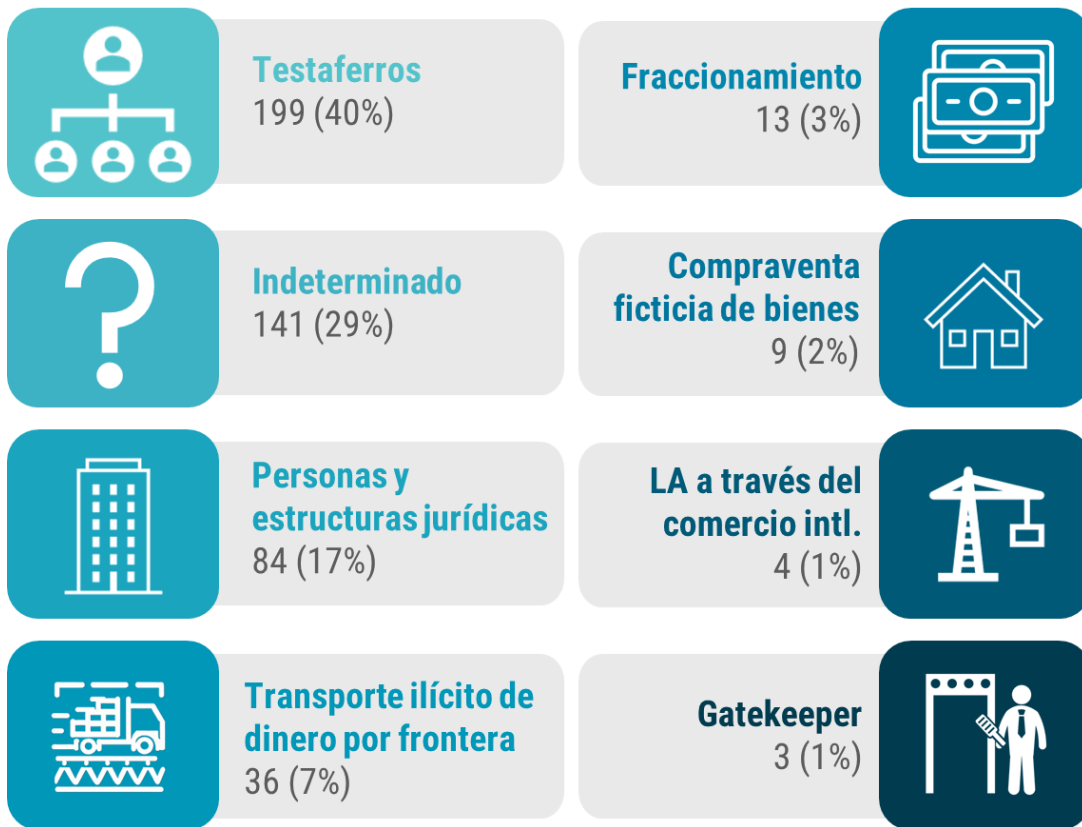 Testaferros
199 (40%)
Indeterminado
141 (29%)
Personas y
estructuras jurídicas
84 (17%)
Transporte ilícito de
dinero por frontera
36 (7%)
Fraccionamiento
13 (3%)
Compraventa
ficticia de bienes
9 (2%)
LA a través del
comercio intl.
4 (1%)
Gatekeeper
3 (1%)